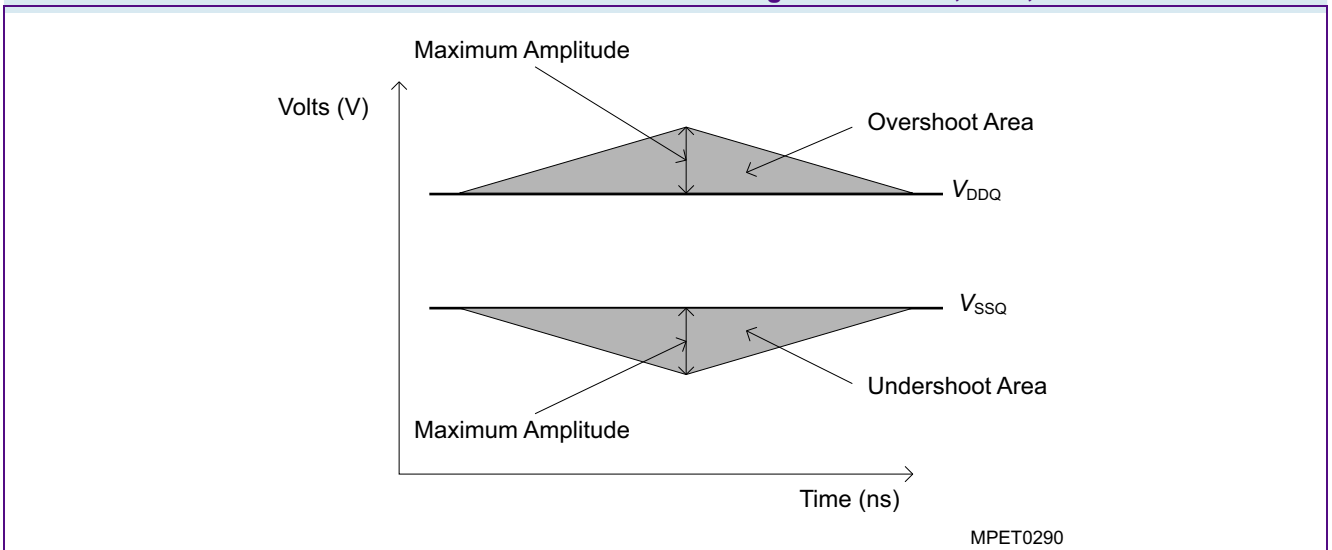 Maximum Amplitude
Volts (V)
Overshoot Area
VDDQ
VSSQ
Undershoot Area
Maximum Amplitude
Time (ns)
MPET0290